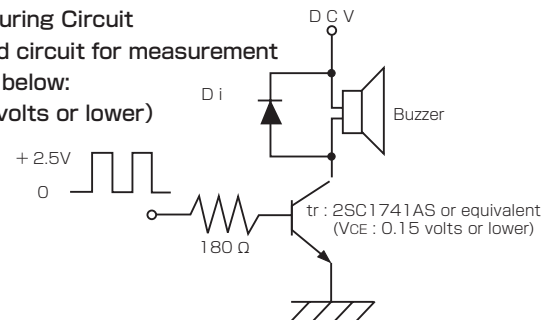 uring Circuit
d circuit for measurement
below:
volts or lower)
D C V
D i
Buzzer
+ 2.5V
0
180 Ω
tr : 2SC1741AS or equivalent
(VCE : 0.15 volts or lower)